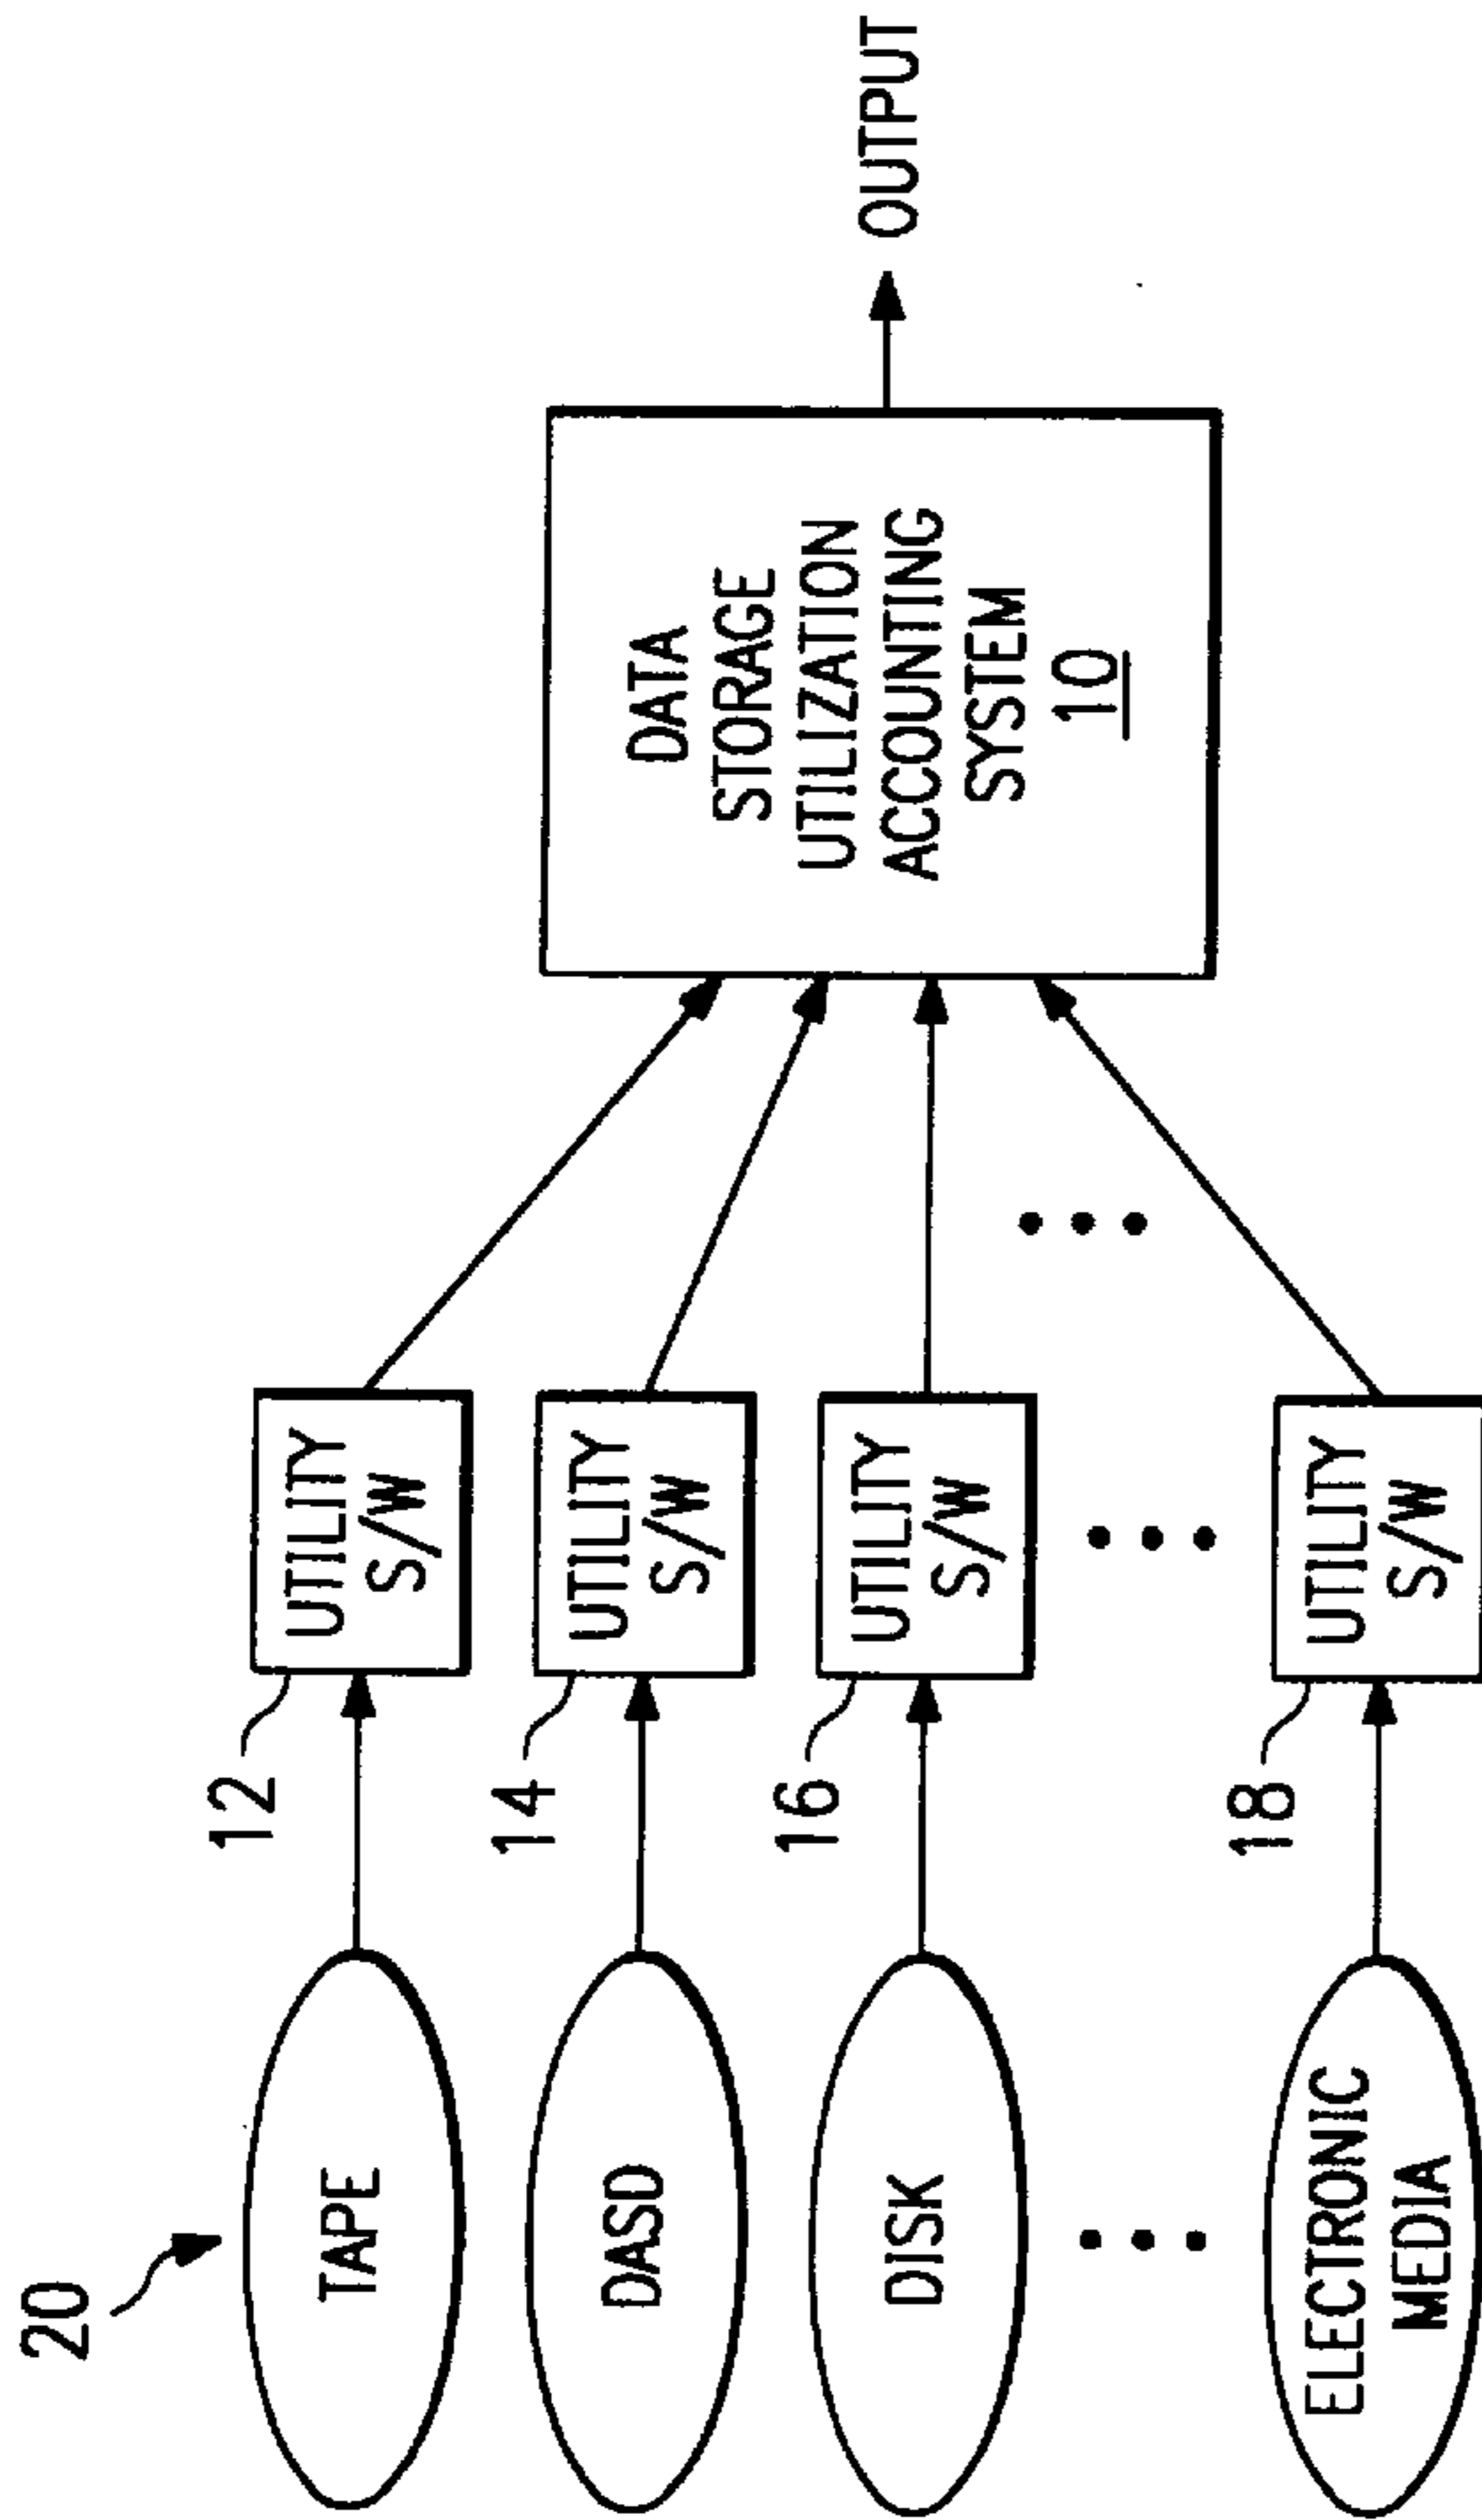 20
TAPE
12
UTILITY
S/W
DASD
14
UTILITY
S/W
DISK
16
UTILITY
S/W
ELECTRONIC
MEDIA
18
UTILITY
S/W
DATA
STORAGE
UTILIZATION
ACCOUNTING
SYSTEM
10
OUTPUT